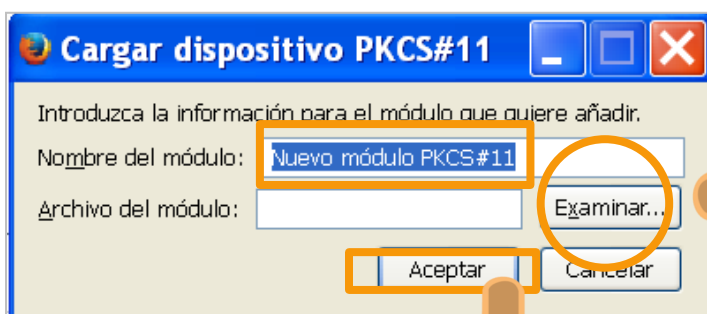 Cargar dispositivo PKCS#11
Introduzca la información para el módulo que quiere añadir.
Nombre del módulo: Nuevo módulo PKCS#11
Archivo del módulo: Examinar...
Aceptar Cancelar